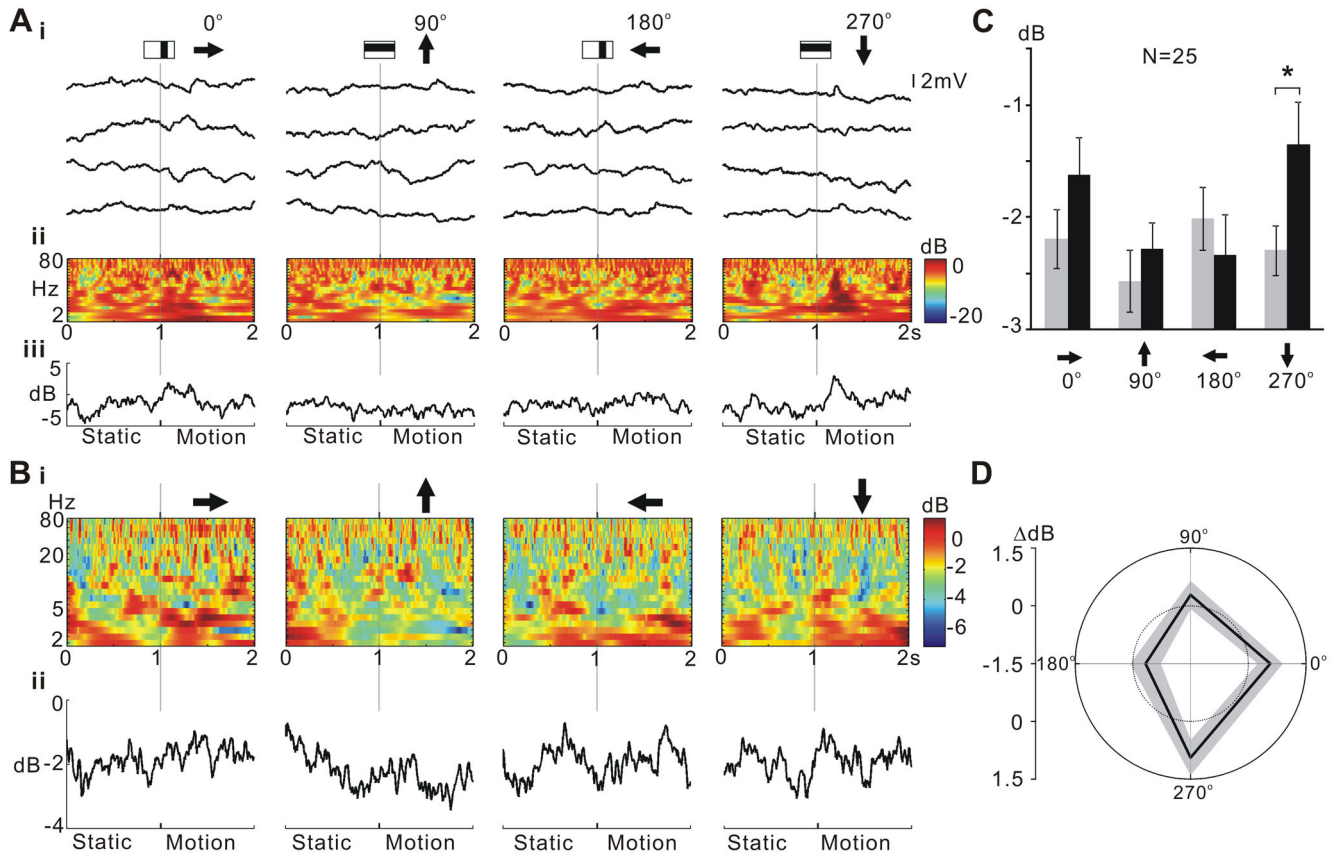 A i
0° 90° 180° 270°
I 2mV
ii
80
Hz
2
0 1 2 0 1 2 0 1 2 0 1 2s
dB
0
-20
iii
5
dB
-5
Static Motion Static Motion Static Motion Static Motion
B i
Hz
80
20
5
2
0 1 2 0 1 2 0 1 2 0 1 2s
dB
0
-2
-4
-6
ii
0
dB -2
-4
Static Motion Static Motion Static Motion Static Motion
C
dB
N=25
*
-1
-2
-3
0° 90° 180° 270°
D
ΔdB
1.5
0
-1.5
0
1.5
90°
180°
0°
270°